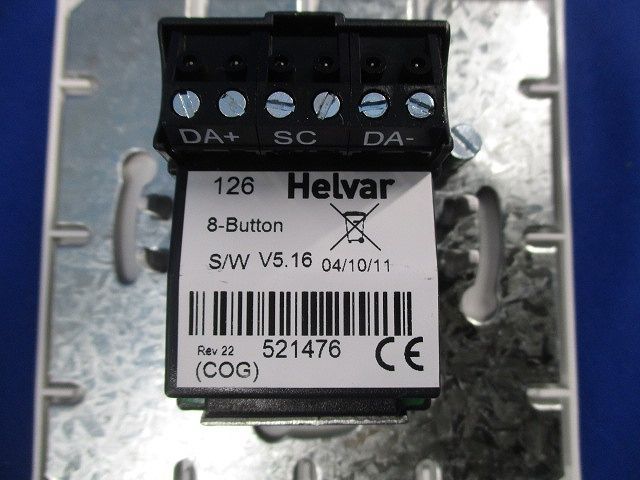 DA+ SC DA-
126 Helvar
8-Button
S/W V5.16 04/10/11
Rev 22 521476 CE
(COG)